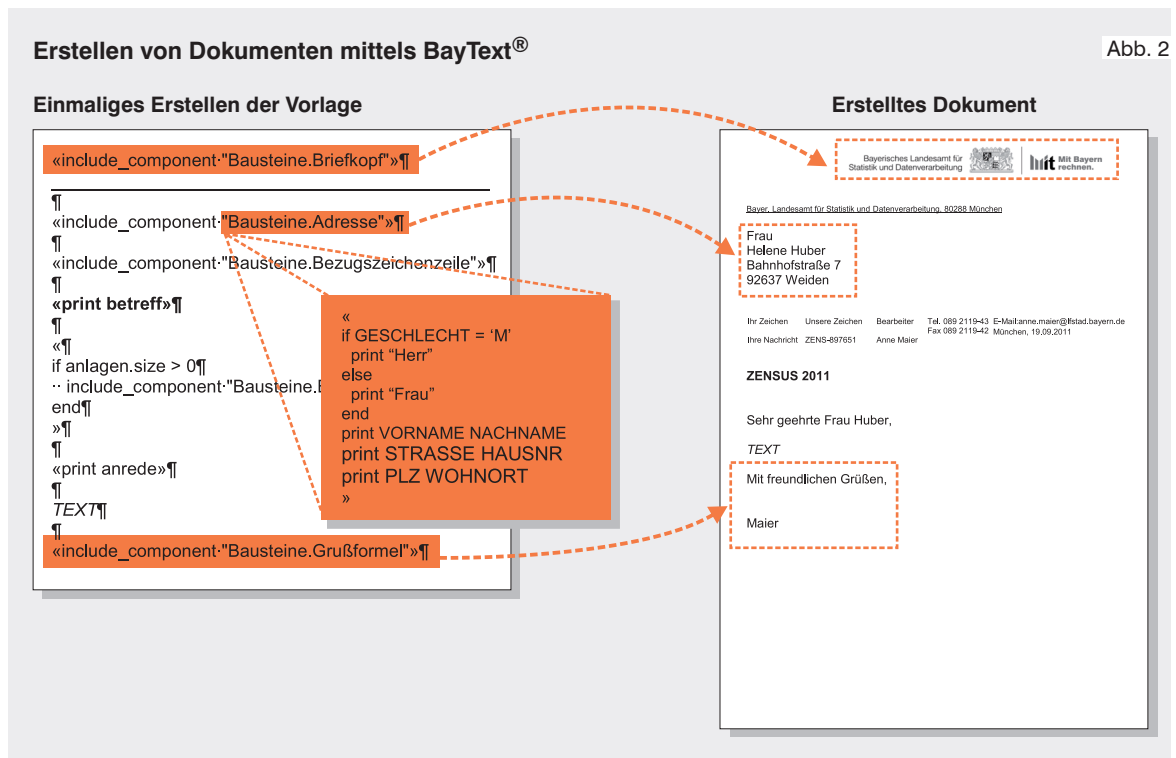 Erstellen von Dokumenten mittels BayText®
Abb. 2
Einmaliges Erstellen der Vorlage
«include_component·"Bausteine.Briefkopf"»¶
¶
«include_component·"Bausteine.Adresse"»¶
¶
«include_component·"Bausteine.Bezugszeichenzeile"»¶
¶
«print betreff»¶
¶
«¶
if anlagen.size > 0¶
·· include_component·"Bausteine.
end¶
»¶
¶
«print anrede»¶
¶
TEXT¶
¶
«include_component·"Bausteine.Grußformel"»¶
«
if GESCHLECHT = ‘M’
print “Herr”
else
print “Frau”
end
print VORNAME NACHNAME
print STRASSE HAUSNR
print PLZ WOHNORT
»
Erstelltes Dokument
Bayerisches Landesamt für
Statistik und Datenverarbeitung
mit Mit Bayern
rechnen.
Bayer. Landesamt für Statistik und Datenverarbeitung, 80288 München
Frau
Helene Huber
Bahnhofstraße 7
92637 Weiden
Ihr Zeichen Unsere Zeichen Bearbeiter Tel. 089 2119-43 E-Mail:anne.maier@lfstad.bayern.de
Fax 089 2119-42 München, 19.09.2011
Ihre Nachricht ZENS-897651 Anne Maier
ZENSUS 2011
Sehr geehrte Frau Huber,
TEXT
Mit freundlichen Grüßen,
Maier